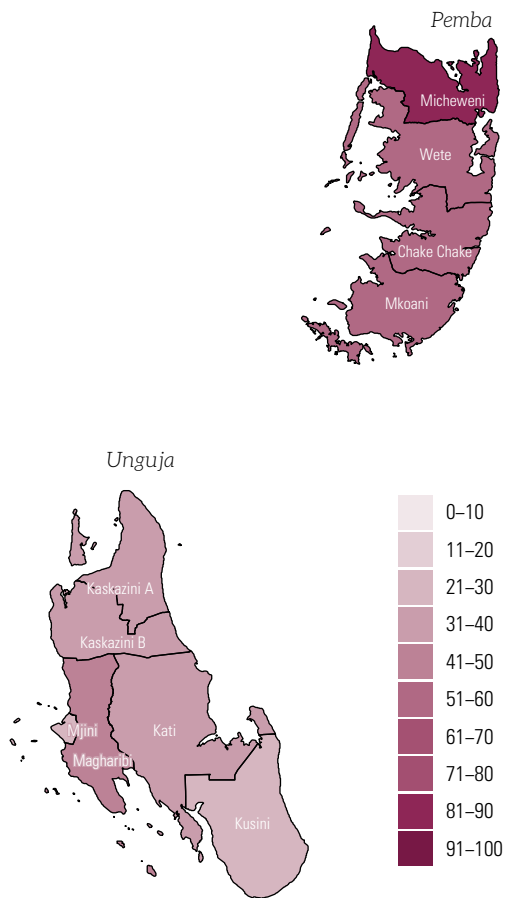 Pemba
Micheweni
Wete
Chake Chake
Mkoani
Unguja
Kaskazini A
Kaskazini B
Mjini
Kati
Magharibi
Kusini
0–10
11–20
21–30
31–40
41–50
51–60
61–70
71–80
81–90
91–100